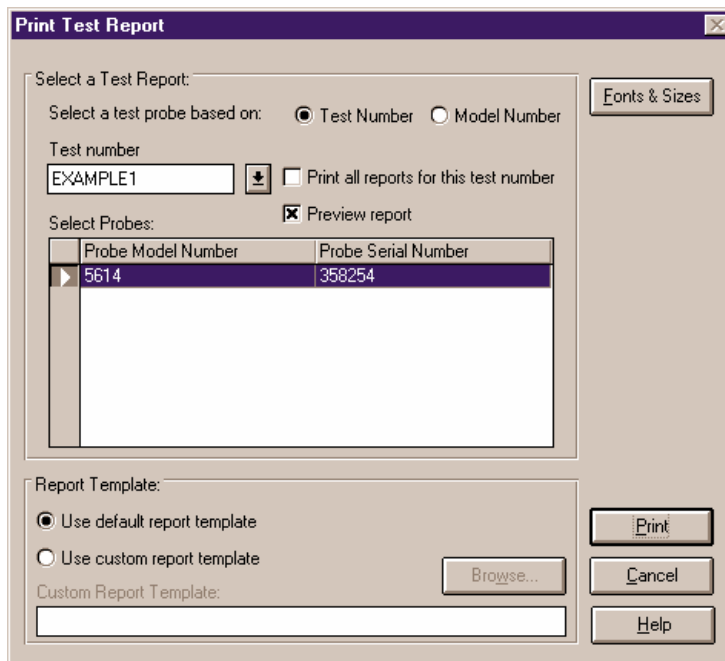 Print Test Report
Select a Test Report:
Fonts & Sizes
Select a test probe based on: Test Number Model Number
Test number
EXAMPLE1 Print all reports for this test number
Preview report
Select Probes:
Probe Model Number Probe Serial Number
5614 358254
Report Template:
Use default report template
Print
Use custom report template
Browse...
Cancel
Custom Report Template:
Help